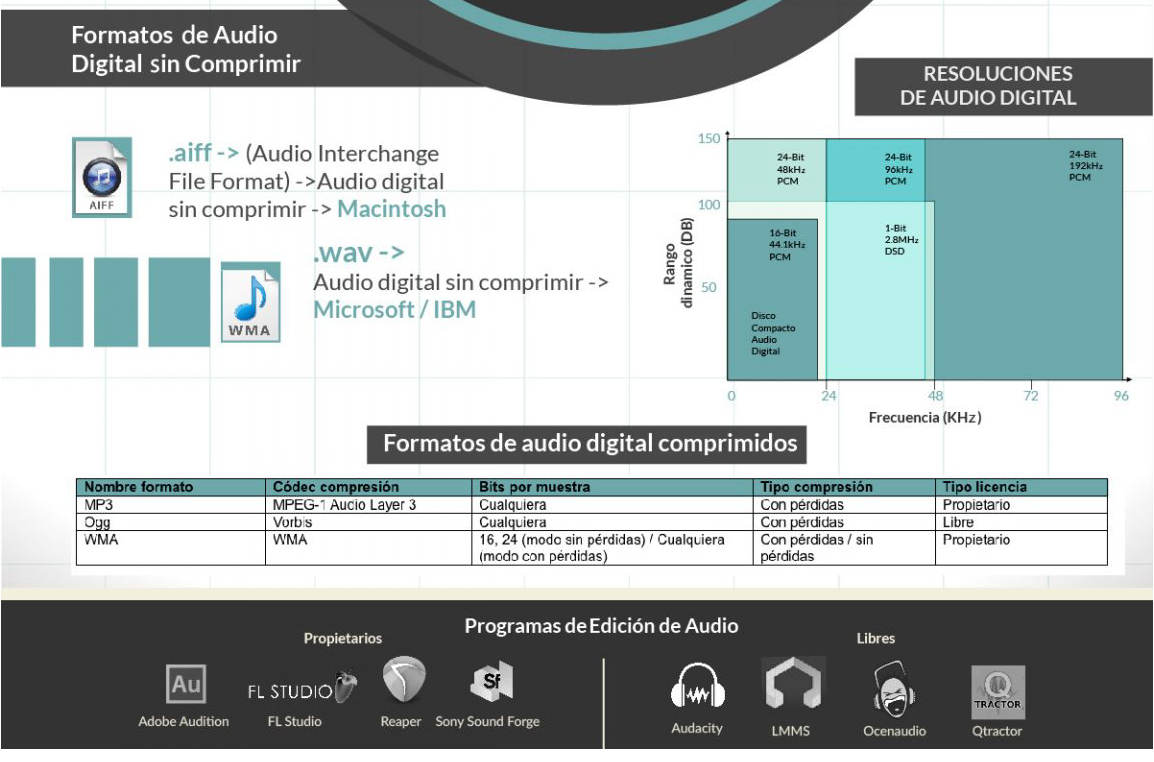 Formatos de Audio
Digital sin Comprimir
RESOLUCIONES
DE AUDIO DIGITAL
AIFF
.aiff -> (Audio Interchange
File Format) ->Audio digital
sin comprimir -> Macintosh
WMA
.wav ->
Audio digital sin comprimir ->
Microsoft / IBM
150
100
50
Rango
dinamico (DB)
24-Bit
48kHz
PCM
24-Bit
96kHz
PCM
24-Bit
192kHz
PCM
16-Bit
44.1kHz
PCM
1-Bit
2.8MHz
DSD
Disco
Compacto
Audio
Digital
0 24 48 72 96
Frecuencia (KHz)
Formatos de audio digital comprimidos
Nombre formato Códec compresión Bits por muestra Tipo compresión Tipo licencia
MP3 MPEG-1 Audio Layer 3 Cualquiera Con pérdidas Propietario
Ogg Vorbis Cualquiera Con pérdidas Libre
WMA WMA 16, 24 (modo sin pérdidas) / Cualquiera Con pérdidas / sin Propietario
(modo con pérdidas) pérdidas
Programas de Edición de Audio
Propietarios
Au
FL STUDIO
Sf
Adobe Audition FL Studio Reaper Sony Sound Forge
Libres
QTRACTOR
Audacity LMMS Ocenaudio Qtractor